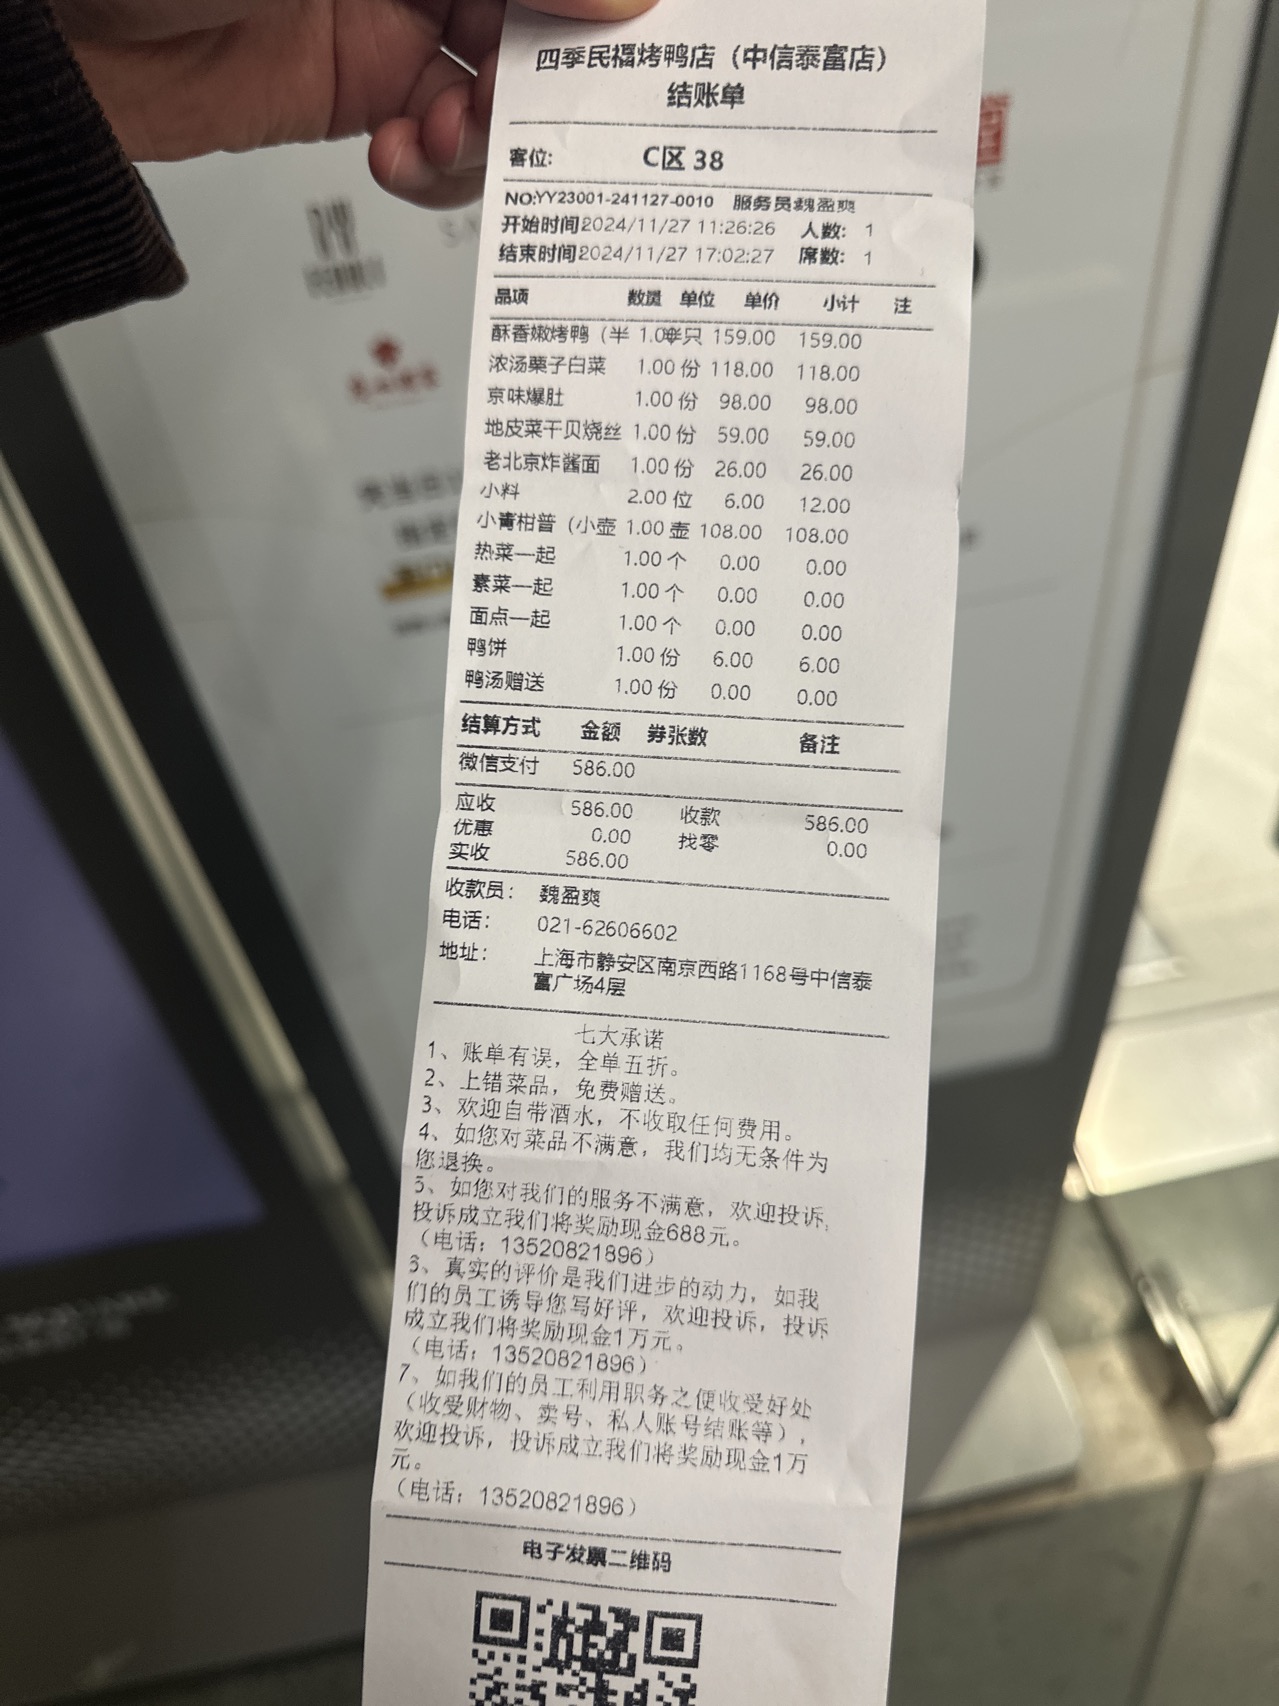 四季民福烤鸭店（中信泰富店）
结账单
客位: C区 38
NO:YY23001-241127-0010 服务员:魏盈爽
开始时间2024/11/27 11:26:26 人数: 1
结束时间2024/11/27 17:02:27 席数: 1
品项 数量 单位 单价 小计 注
酥香嫩烤鸭（半 1.00半只 159.00 159.00
浓汤栗子白菜 1.00 份 118.00 118.00
京味爆肚 1.00 份 98.00 98.00
地皮菜干贝烧丝 1.00 份 59.00 59.00
老北京炸酱面 1.00 份 26.00 26.00
小料 2.00 位 6.00 12.00
小青柑普（小壶 1.00 壶 108.00 108.00
热菜一起 1.00 个 0.00 0.00
素菜一起 1.00 个 0.00 0.00
面点一起 1.00 个 0.00 0.00
鸭饼 1.00 份 6.00 6.00
鸭汤赠送 1.00 份 0.00 0.00
结算方式 金额 券张数 备注
微信支付 586.00
应收 586.00 收款 586.00
优惠 0.00 找零 0.00
实收 586.00
收款员: 魏盈爽
电话: 021-62606602
地址: 上海市静安区南京西路1168号中信泰
富广场4层
七大承诺
1、账单有误，全单五折。
2、上错菜品，免费赠送。
3、欢迎自带酒水，不收取任何费用。
4、如您对菜品不满意，我们均无条件为
您退换。
5、如您对我们的服务不满意，欢迎投诉,
投诉成立我们将奖励现金688元。
（电话：13520821896）
6、真实的评价是我们进步的动力，如我
们的员工诱导您写好评，欢迎投诉，投诉
成立我们将奖励现金1万元。
（电话：13520821896）
7、如我们的员工利用职务之便收受好处
（收受财物、卖号、私人账号结账等），
欢迎投诉，投诉成立我们将奖励现金1万
元。
（电话：13520821896）
电子发票二维码